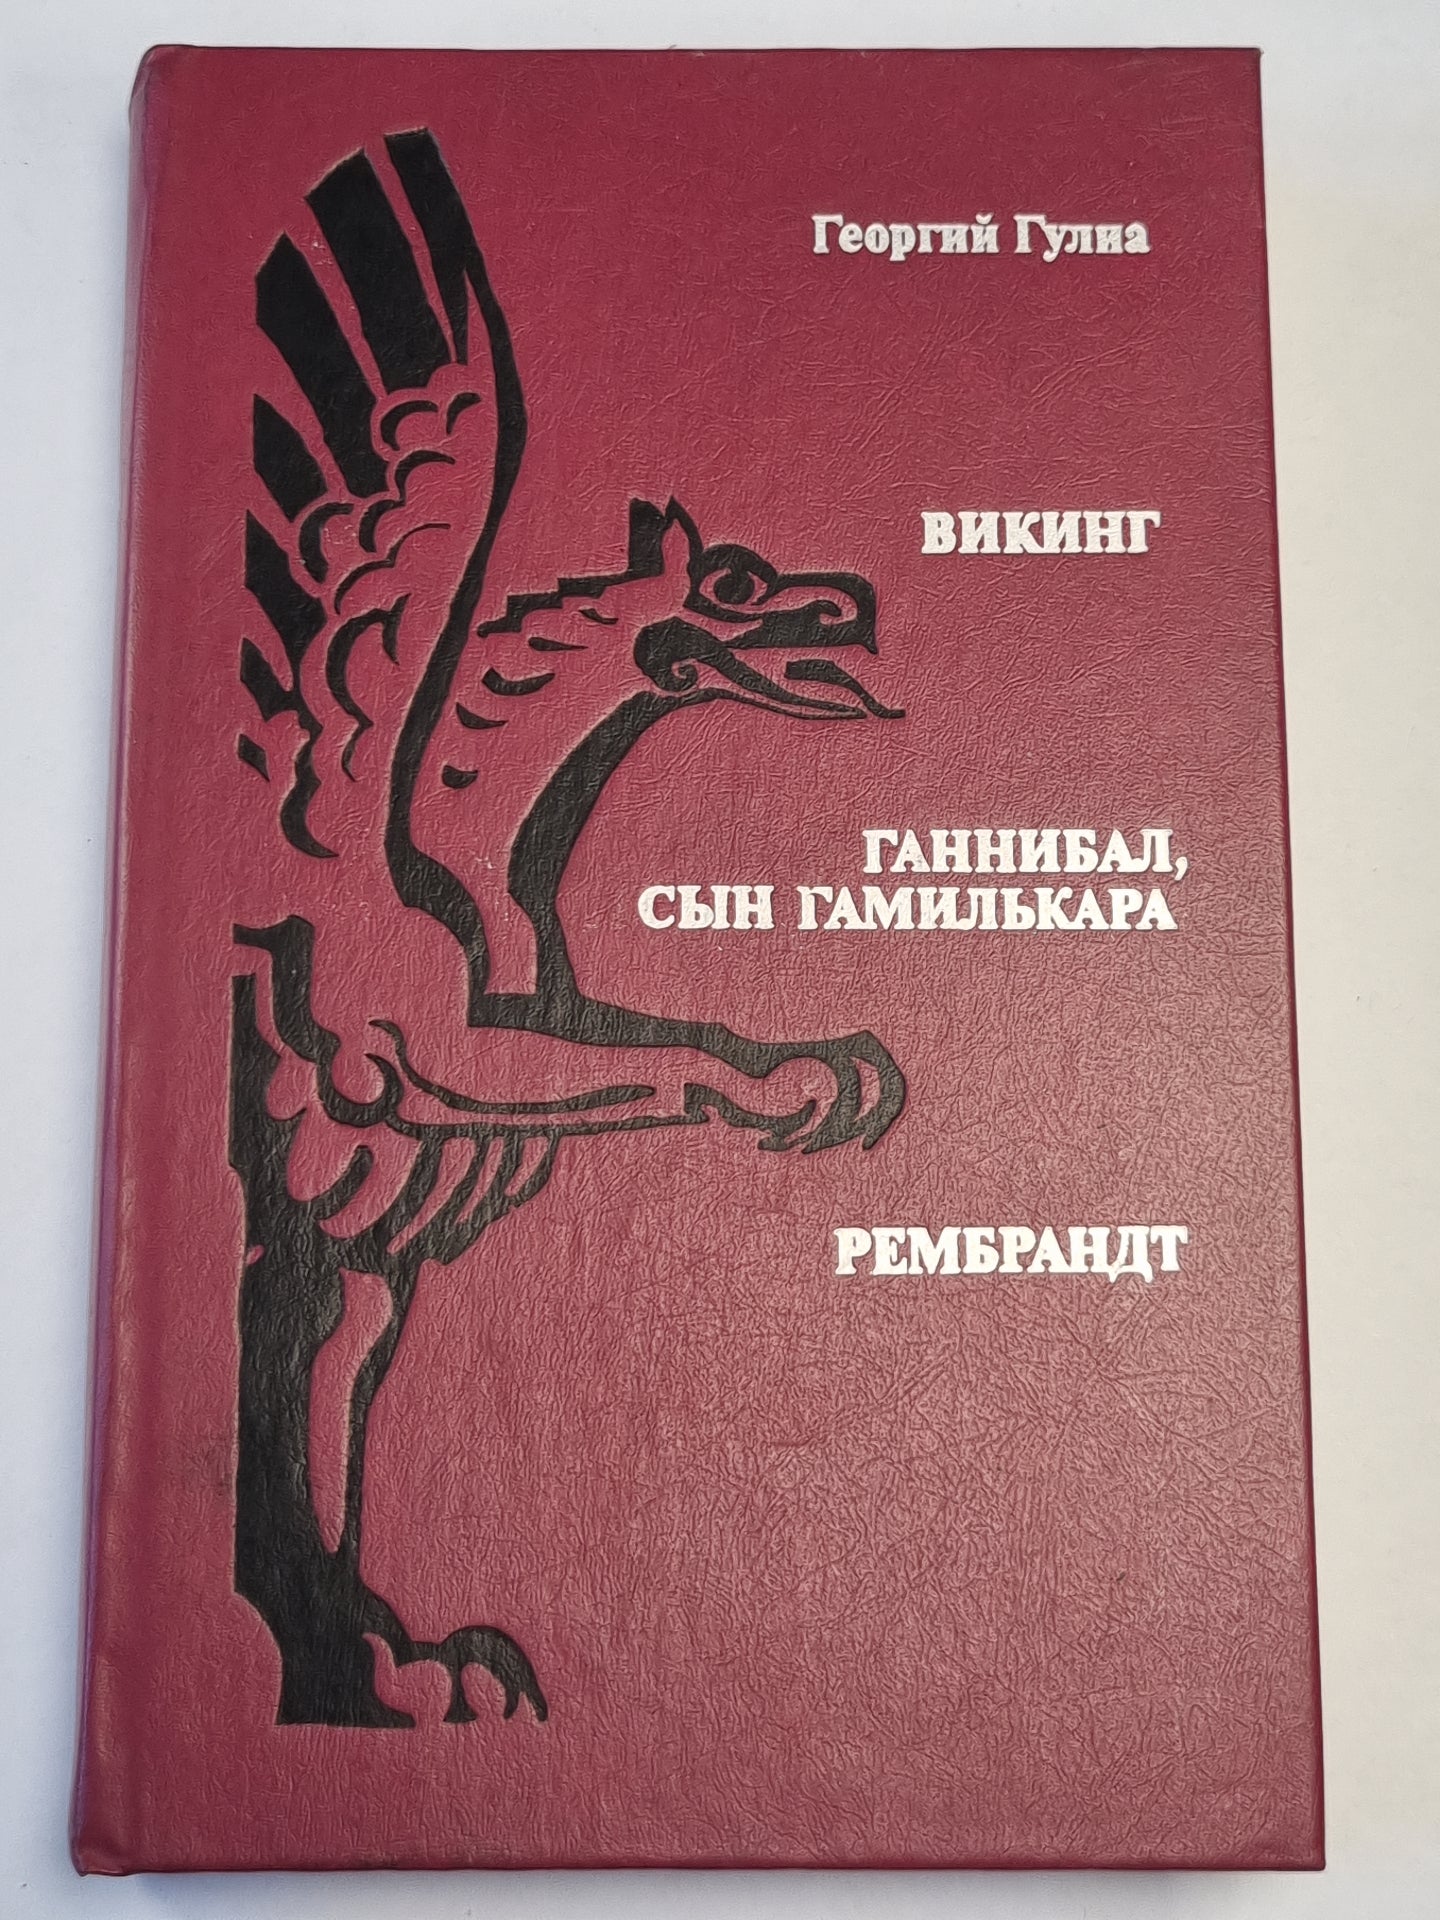 Георгий Гулиа
ВИКИНГ
ГАННИБАЛ,
СЫН ГАМИЛЬКАРА
РЕМБРАНДТ